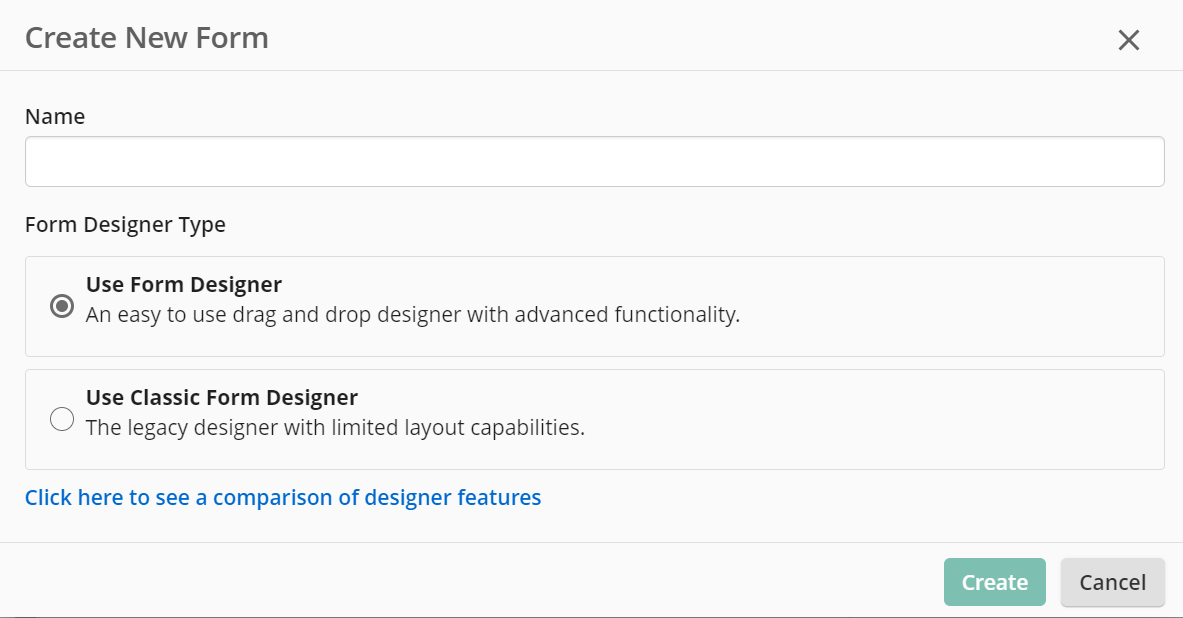 Create New Form
Name
Form Designer Type
Use Form Designer
An easy to use drag and drop designer with advanced functionality.
Use Classic Form Designer
The legacy designer with limited layout capabilities.
Click here to see a comparison of designer features
Create
Cancel